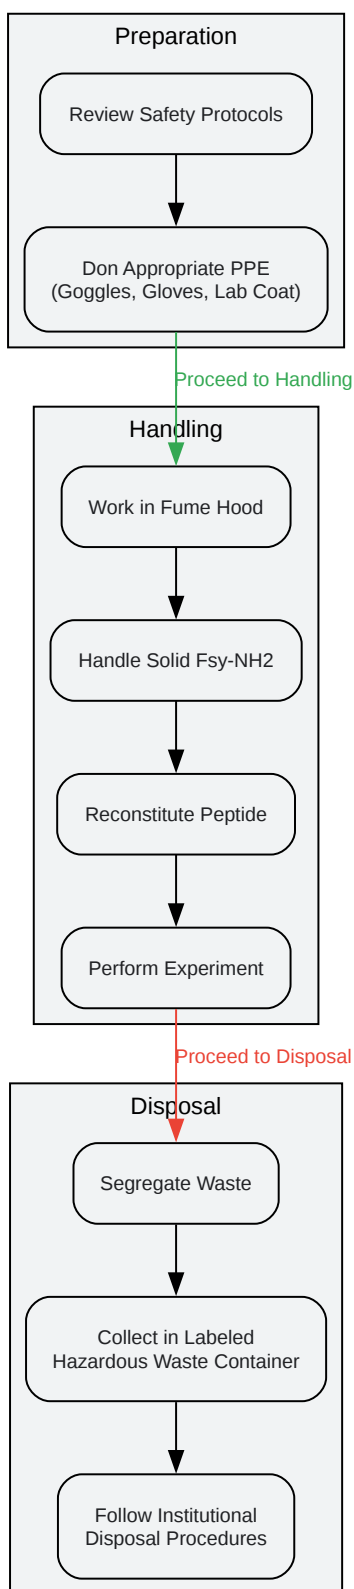 Preparation
Review Safety Protocols
Don Appropriate PPE
(Goggles, Gloves, Lab Coat)
Proceed to Handling
Handling
Work in Fume Hood
Handle Solid Fsy-NH2
Reconstitute Peptide
Perform Experiment
Proceed to Disposal
Disposal
Segregate Waste
Collect in Labeled
Hazardous Waste Container
Follow Institutional
Disposal Procedures